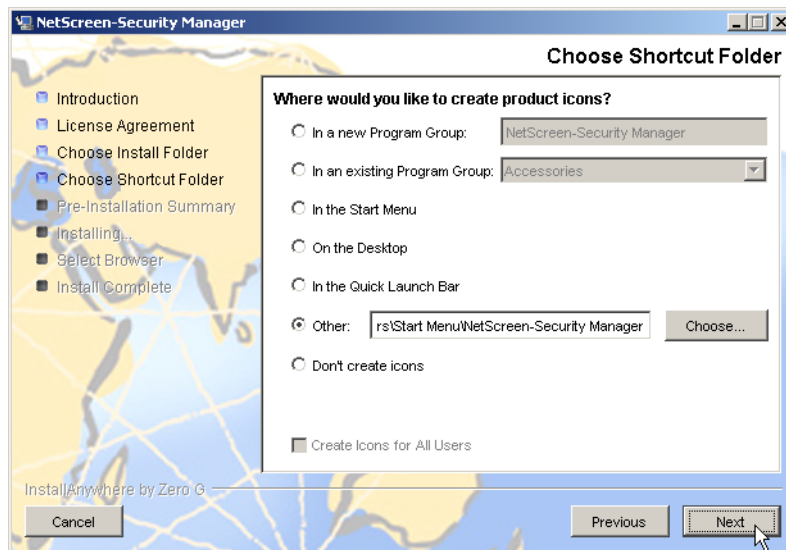 NetScreen-Security Manager
Choose Shortcut Folder
Introduction
License Agreement
Choose Install Folder
Choose Shortcut Folder
Pre-Installation Summary
Installing...
Select Browser
Install Complete
Where would you like to create product icons?
In a new Program Group: NetScreen-Security Manager
In an existing Program Group: Accessories
In the Start Menu
On the Desktop
In the Quick Launch Bar
Other: rs\Start Menu\NetScreen-Security Manager Choose...
Don't create icons
Create Icons for All Users
InstallAnywhere by Zero G
Cancel Previous Next